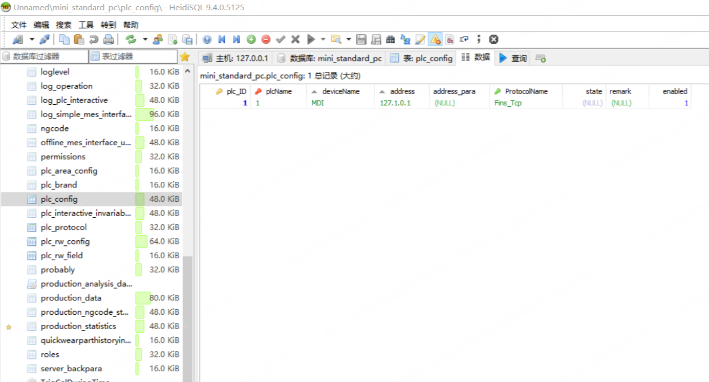 Unnamed\mini_standard_pc\plc_config\ - HeidiSQL 9.4.0.5125
文件 编辑 搜索 工具 转到 帮助
数据库过滤器 表过滤器 主机: 127.0.0.1 数据库: mini_standard_pc 表: plc_config 数据 查询
mini_standard_pc.plc_config: 1 总记录 (大约)
plc_ID plcName deviceName address address_para ProtocolName state remark enabled
1 1 MDI 127.1.0.1 (NULL) Fins_Tcp (NULL) (NULL) 1
loglevel 16.0 KiB
log_operation 32.0 KiB
log_plc_interactive 48.0 KiB
log_simple_mes_interfa... 96.0 KiB
ngcode 16.0 KiB
offline_mes_interface_u... 48.0 KiB
permissions 32.0 KiB
plc_area_config 16.0 KiB
plc_brand 16.0 KiB
plc_config 48.0 KiB
plc_interactive_invariab... 48.0 KiB
plc_protocol 32.0 KiB
plc_rw_config 64.0 KiB
plc_rw_field 16.0 KiB
probably 32.0 KiB
production_analysis_da...
production_data 80.0 KiB
production_ngcode_st... 48.0 KiB
production_statistics 48.0 KiB
quickwearparthistoryin... 48.0 KiB
roles 32.0 KiB
server_backpara 32.0 KiB